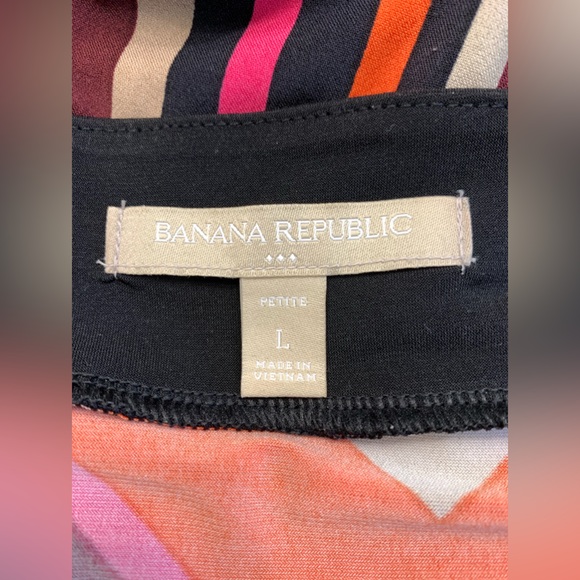 BANANA REPUBLIC
PETITE
L
MADE IN
VIETNAM